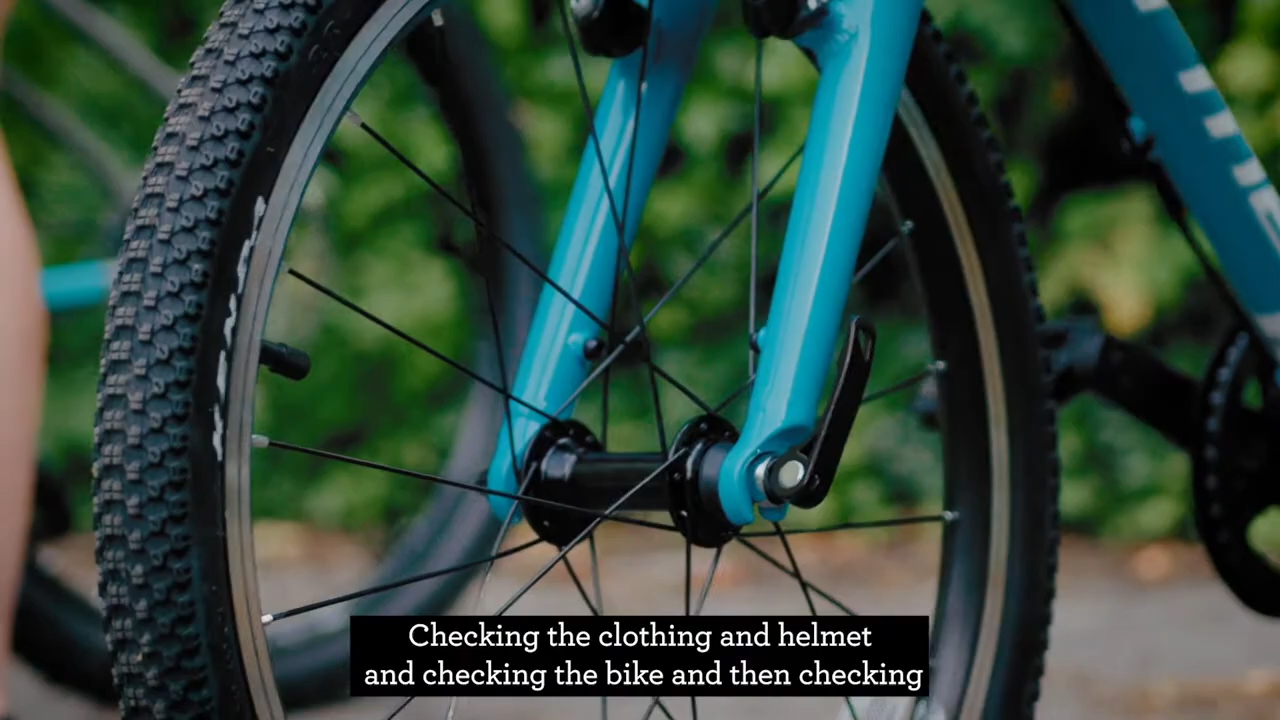 Checking the clothing and helmet
and checking the bike and then checking